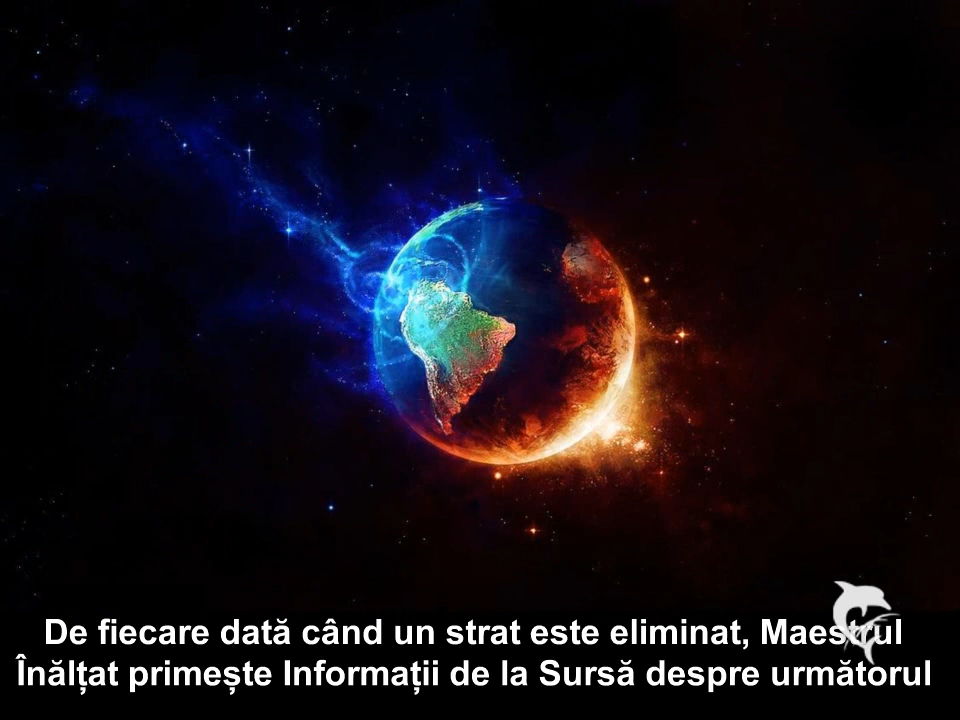 De fiecare dată când un strat este eliminat, Maestrul
Înălțat primește Informații de la Sursă despre următorul